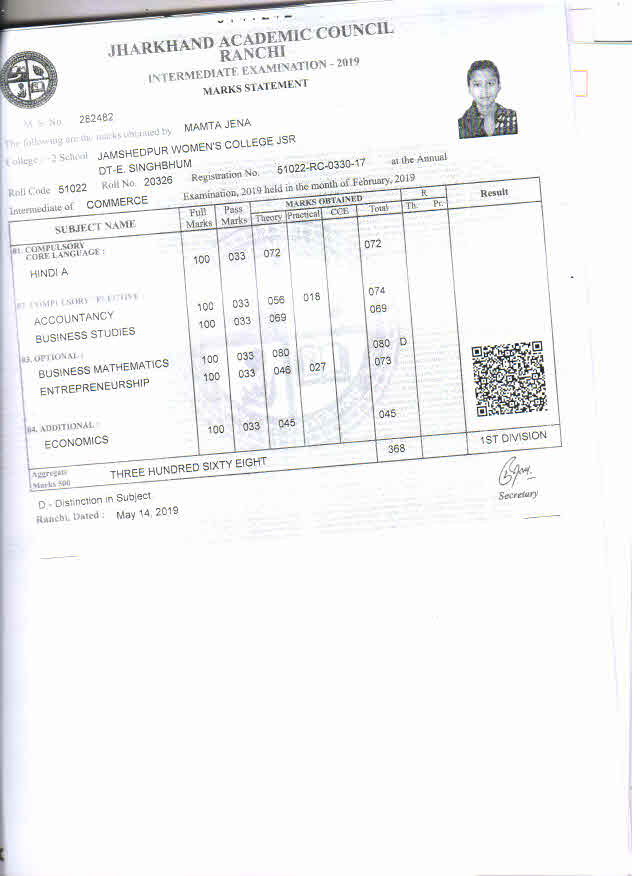 JHARKHAND ACADEMIC COUNCIL
RANCHI
INTERMEDIATE EXAMINATION - 2019
MARKS STATEMENT
M. S. No. 282482
The following are the marks obtained by MAMTA JENA
College / +2 School JAMSHEDPUR WOMEN'S COLLEGE JSR
DT-E. SINGHBHUM
Roll Code 51022 Roll No. 20326 Registration No. 51022-RC-0330-17 at the Annual
Intermediate of COMMERCE Examination, 2019 held in the month of February, 2019
SUBJECT NAME Full Marks Pass Marks MARKS OBTAINED R Result
Theory Practical CCE Total Th. Pr.
01. COMPULSORY
CORE LANGUAGE :
HINDI A 100 033 072 072
02. COMPULSORY ELECTIVE
ACCOUNTANCY 100 033 056 018 074
BUSINESS STUDIES 100 033 069 069
03. OPTIONAL :
BUSINESS MATHEMATICS 100 033 080 080 D
ENTREPRENEURSHIP 100 033 046 027 073
04. ADDITIONAL :
ECONOMICS 100 033 045 045
Aggregate Marks 500 THREE HUNDRED SIXTY EIGHT 368 1ST DIVISION
D - Distinction in Subject
Ranchi, Dated : May 14, 2019
Secretary